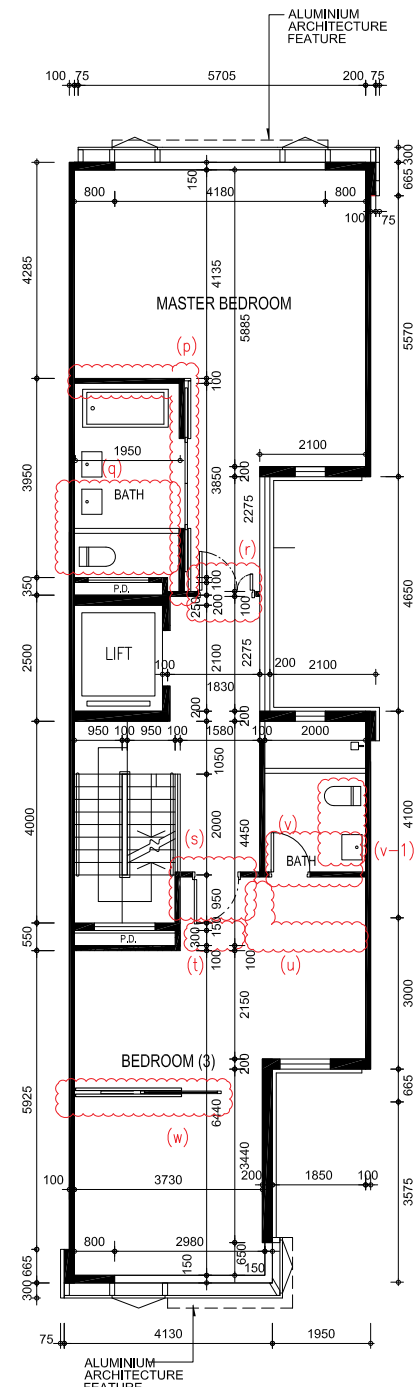 ALUMINIUM
ARCHITECTURE
FEATURE
100 75 5705 200 75
300
665
150
800 4180 800
100 75
4285
4135
5885
5570
MASTER BEDROOM
(p)
100
1950
2100
(q)
BATH
3950
3850
200
2275
(r)
350
P.D.
100
250
200
100
4650
LIFT
2500
100
2100
2275
200
2100
1830
200
200
950 100 950 100 1580 100 2000
1050
4000
2000
4450
4100
(s)
(v)
(v-1)
BATH
950
150
550
P.D.
300
(t)
100
100
(u)
2150
3000
200
BEDROOM (3)
5925
6440
665
(w)
3440
3575
100 3730 200 1850 100
800 2980
650
150
150
665
300
75 4130 1950
ALUMINIUM
ARCHITECTURE
FEATURE